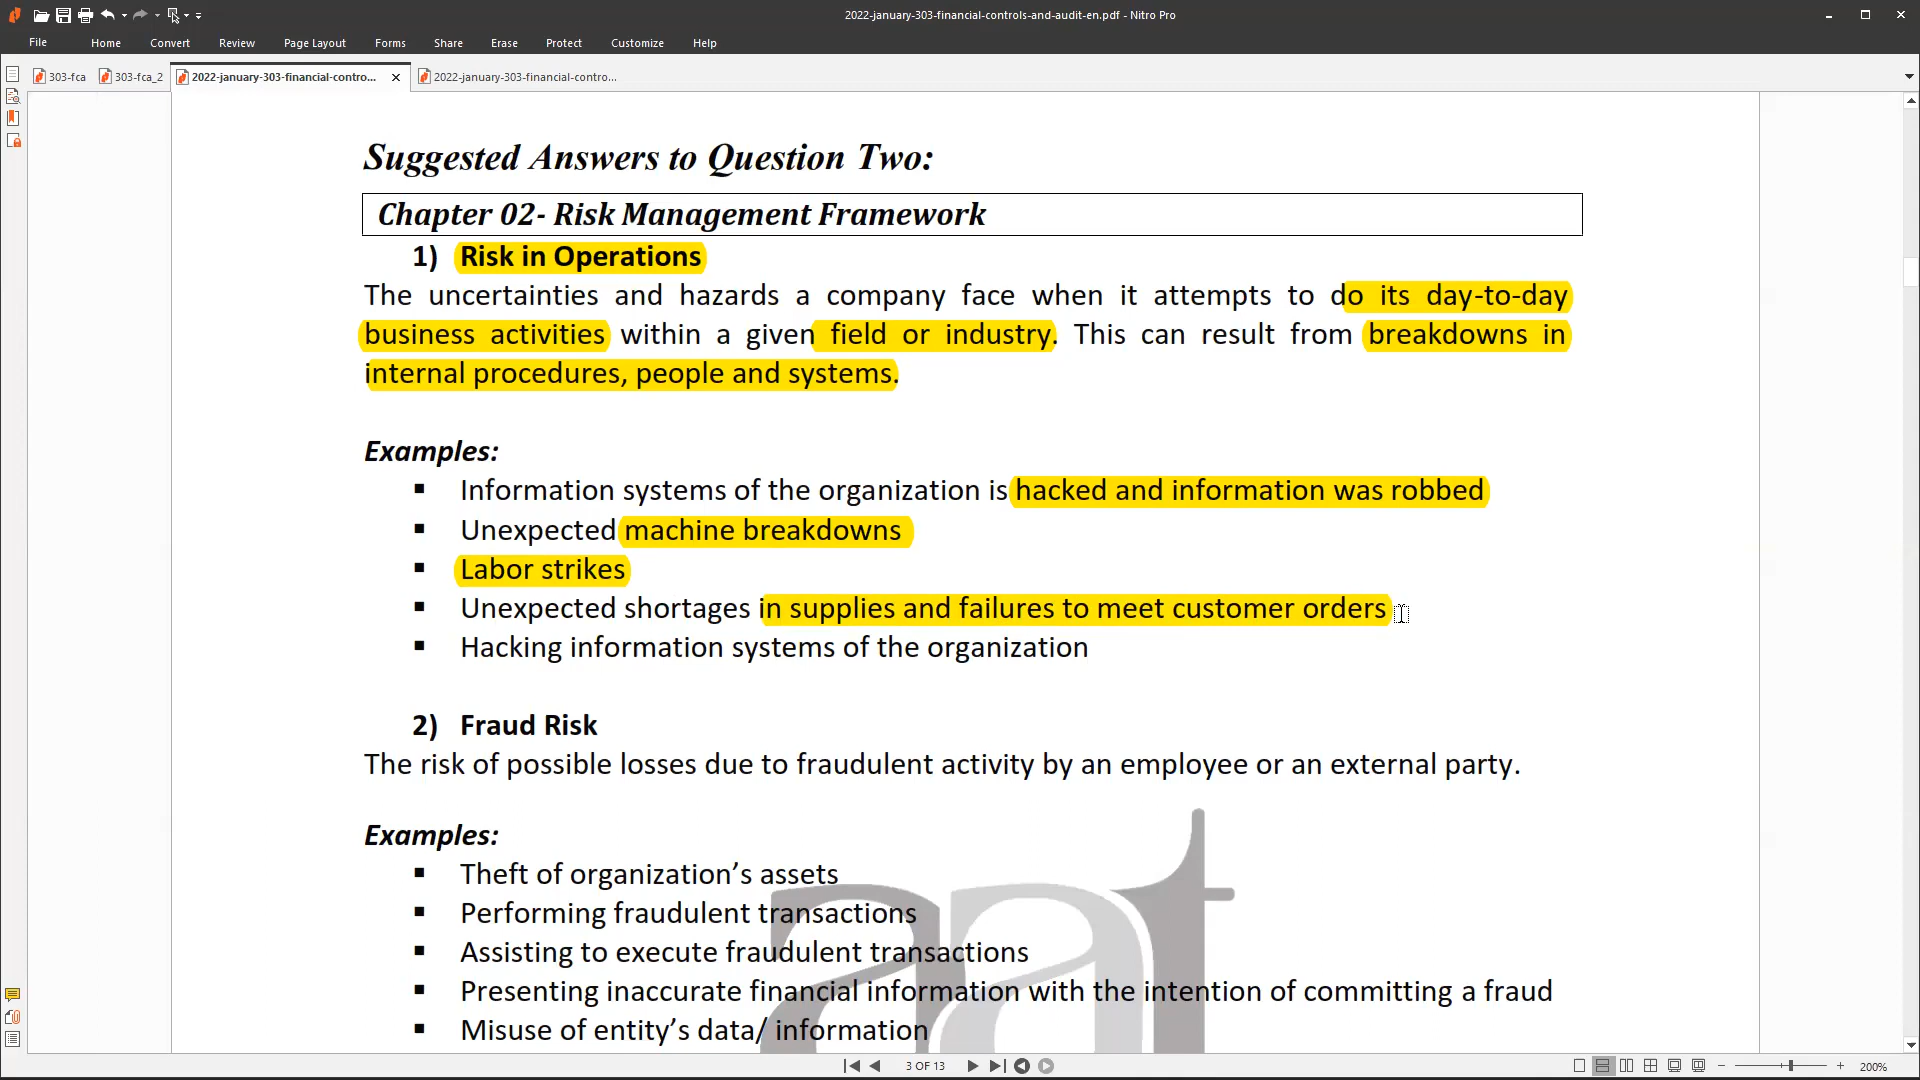 2022-january-303-financial-controls-and-audit-en.pdf - Nitro Pro
File Home Convert Review Page Layout Forms Share Erase Protect Customize Help
303-fca 303-fca_2 2022-january-303-financial-contro... 2022-january-303-financial-contro...
Suggested Answers to Question Two:
Chapter 02- Risk Management Framework
1) Risk in Operations
The uncertainties and hazards a company face when it attempts to do its day-to-day
business activities within a given field or industry. This can result from breakdowns in
internal procedures, people and systems.
Examples:
▪ Information systems of the organization is hacked and information was robbed
▪ Unexpected machine breakdowns
▪ Labor strikes
▪ Unexpected shortages in supplies and failures to meet customer orders
▪ Hacking information systems of the organization
2) Fraud Risk
The risk of possible losses due to fraudulent activity by an employee or an external party.
Examples:
▪ Theft of organization’s assets
▪ Performing fraudulent transactions
▪ Assisting to execute fraudulent transactions
▪ Presenting inaccurate financial information with the intention of committing a fraud
▪ Misuse of entity’s data/ information
aat
3 OF 13
200%